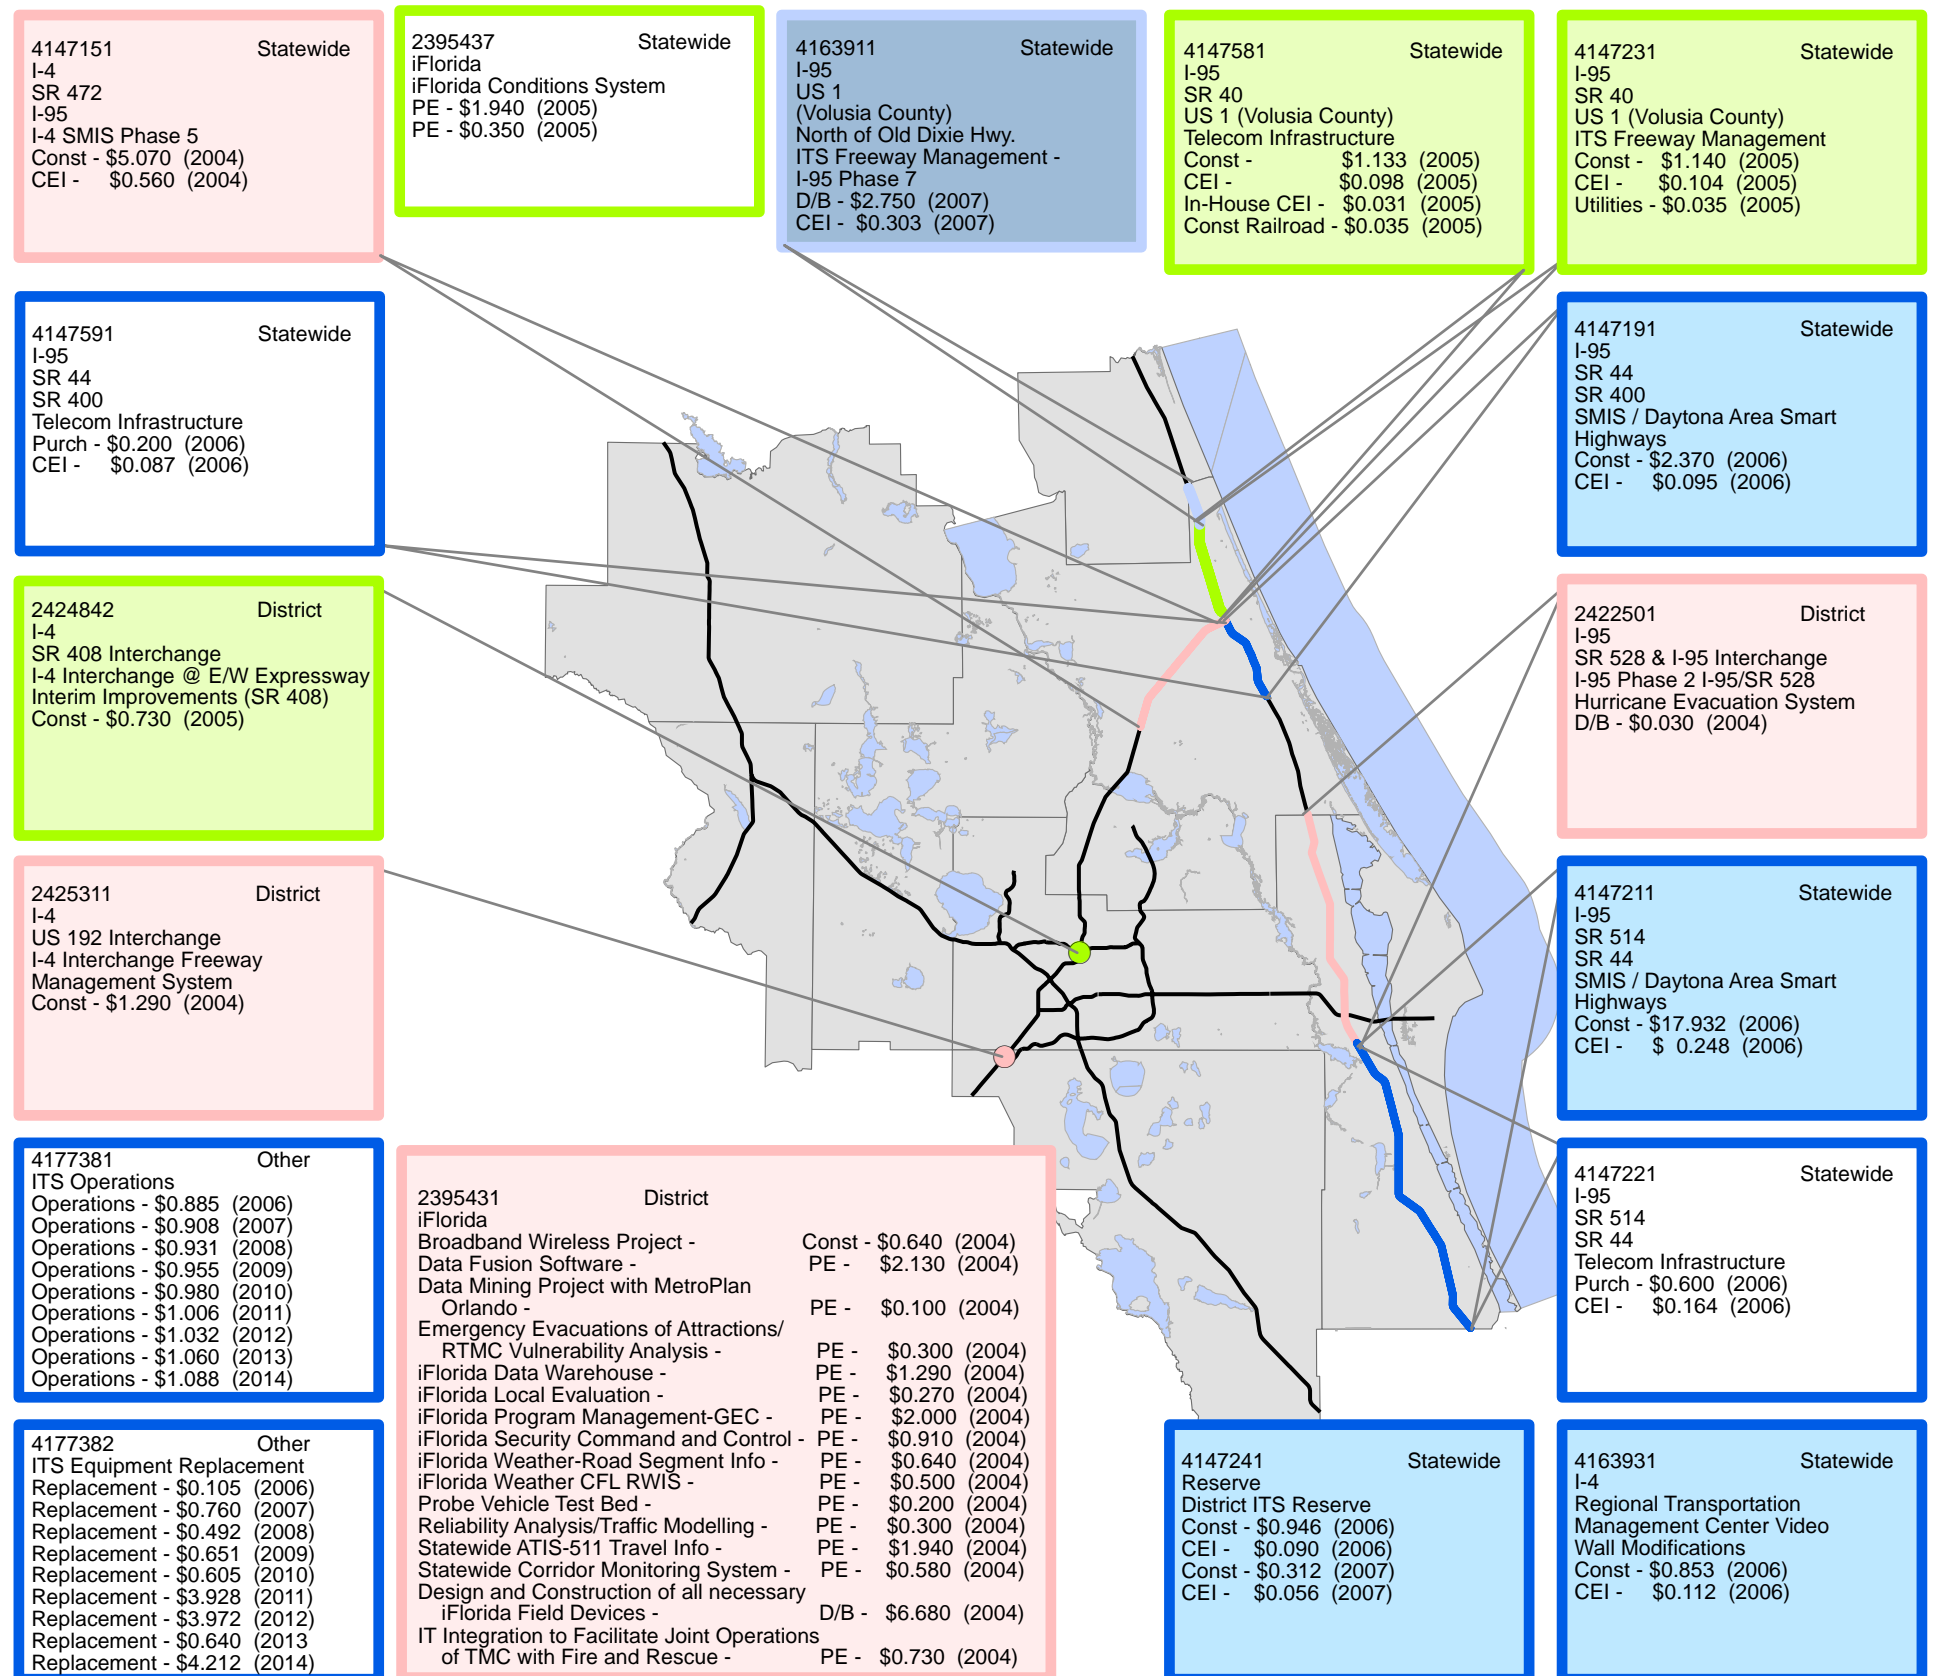 4147151 Statewide
I-4
SR 472
I-95
I-4 SMIS Phase 5
Const - $5.070 (2004)
CEI - $0.560 (2004)
2395437 Statewide
iFlorida
iFlorida Conditions System
PE - $1.940 (2005)
PE - $0.350 (2005)
4163911 Statewide
I-95
US 1
(Volusia County)
North of Old Dixie Hwy.
ITS Freeway Management -
I-95 Phase 7
D/B - $2.750 (2007)
CEI - $0.303 (2007)
4147581 Statewide
I-95
SR 40
US 1 (Volusia County)
Telecom Infrastructure
Const - $1.133 (2005)
CEI - $0.098 (2005)
In-House CEI - $0.031 (2005)
Const Railroad - $0.035 (2005)
4147231 Statewide
I-95
SR 40
US 1 (Volusia County)
ITS Freeway Management
Const - $1.140 (2005)
CEI - $0.104 (2005)
Utilities - $0.035 (2005)
4147591 Statewide
I-95
SR 44
SR 400
Telecom Infrastructure
Purch - $0.200 (2006)
CEI - $0.087 (2006)
4147191 Statewide
I-95
SR 44
SR 400
SMIS / Daytona Area Smart
Highways
Const - $2.370 (2006)
CEI - $0.095 (2006)
2424842 District
I-4
SR 408 Interchange
I-4 Interchange @ E/W Expressway
Interim Improvements (SR 408)
Const - $0.730 (2005)
2422501 District
I-95
SR 528 & I-95 Interchange
I-95 Phase 2 I-95/SR 528
Hurricane Evacuation System
D/B - $0.030 (2004)
2425311 District
I-4
US 192 Interchange
I-4 Interchange Freeway
Management System
Const - $1.290 (2004)
4147211 Statewide
I-95
SR 514
SR 44
SMIS / Daytona Area Smart
Highways
Const - $17.932 (2006)
CEI - $ 0.248 (2006)
4177381 Other
ITS Operations
Operations - $0.885 (2006)
Operations - $0.908 (2007)
Operations - $0.931 (2008)
Operations - $0.955 (2009)
Operations - $0.980 (2010)
Operations - $1.006 (2011)
Operations - $1.032 (2012)
Operations - $1.060 (2013)
Operations - $1.088 (2014)
2395431 District
iFlorida
Broadband Wireless Project - Const - $0.640 (2004)
Data Fusion Software - PE - $2.130 (2004)
Data Mining Project with MetroPlan
Orlando - PE - $0.100 (2004)
Emergency Evacuations of Attractions/
RTMC Vulnerability Analysis - PE - $0.300 (2004)
iFlorida Data Warehouse - PE - $1.290 (2004)
iFlorida Local Evaluation - PE - $0.270 (2004)
iFlorida Program Management-GEC - PE - $2.000 (2004)
iFlorida Security Command and Control - PE - $0.910 (2004)
iFlorida Weather-Road Segment Info - PE - $0.640 (2004)
iFlorida Weather CFL RWIS - PE - $0.500 (2004)
Probe Vehicle Test Bed - PE - $0.200 (2004)
Reliability Analysis/Traffic Modelling - PE - $0.300 (2004)
Statewide ATIS-511 Travel Info - PE - $1.940 (2004)
Statewide Corridor Monitoring System - PE - $0.580 (2004)
Design and Construction of all necessary
iFlorida Field Devices - D/B - $6.680 (2004)
IT Integration to Facilitate Joint Operations
of TMC with Fire and Rescue - PE - $0.730 (2004)
4147221 Statewide
I-95
SR 514
SR 44
Telecom Infrastructure
Purch - $0.600 (2006)
CEI - $0.164 (2006)
4177382 Other
ITS Equipment Replacement
Replacement - $0.105 (2006)
Replacement - $0.760 (2007)
Replacement - $0.492 (2008)
Replacement - $0.651 (2009)
Replacement - $0.605 (2010)
Replacement - $3.928 (2011)
Replacement - $3.972 (2012)
Replacement - $0.640 (2013
Replacement - $4.212 (2014)
4147241 Statewide
Reserve
District ITS Reserve
Const - $0.946 (2006)
CEI - $0.090 (2006)
Const - $0.312 (2007)
CEI - $0.056 (2007)
4163931 Statewide
I-4
Regional Transportation
Management Center Video
Wall Modifications
Const - $0.853 (2006)
CEI - $0.112 (2006)